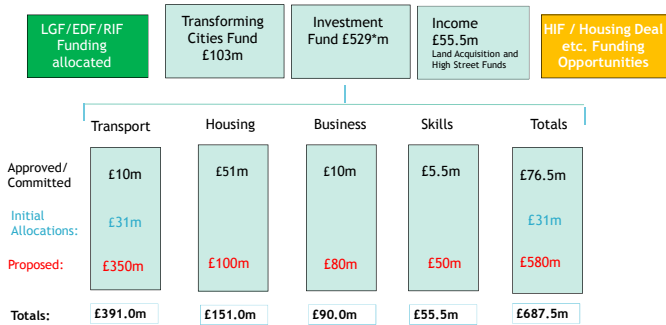 LGF/EDF/RIF
Funding
allocated
Transforming
Cities Fund
£103m
Investment
Fund £529*m
Income
£55.5m
Land Acquisition and
High Street Funds
HIF / Housing Deal
etc. Funding
Opportunities
Transport Housing Business Skills Totals
Approved/
Committed
£10m £51m £10m £5.5m £76.5m
Initial
Allocations:
£31m £31m
Proposed: £350m £100m £80m £50m £580m
Totals: £391.0m £151.0m £90.0m £55.5m £687.5m